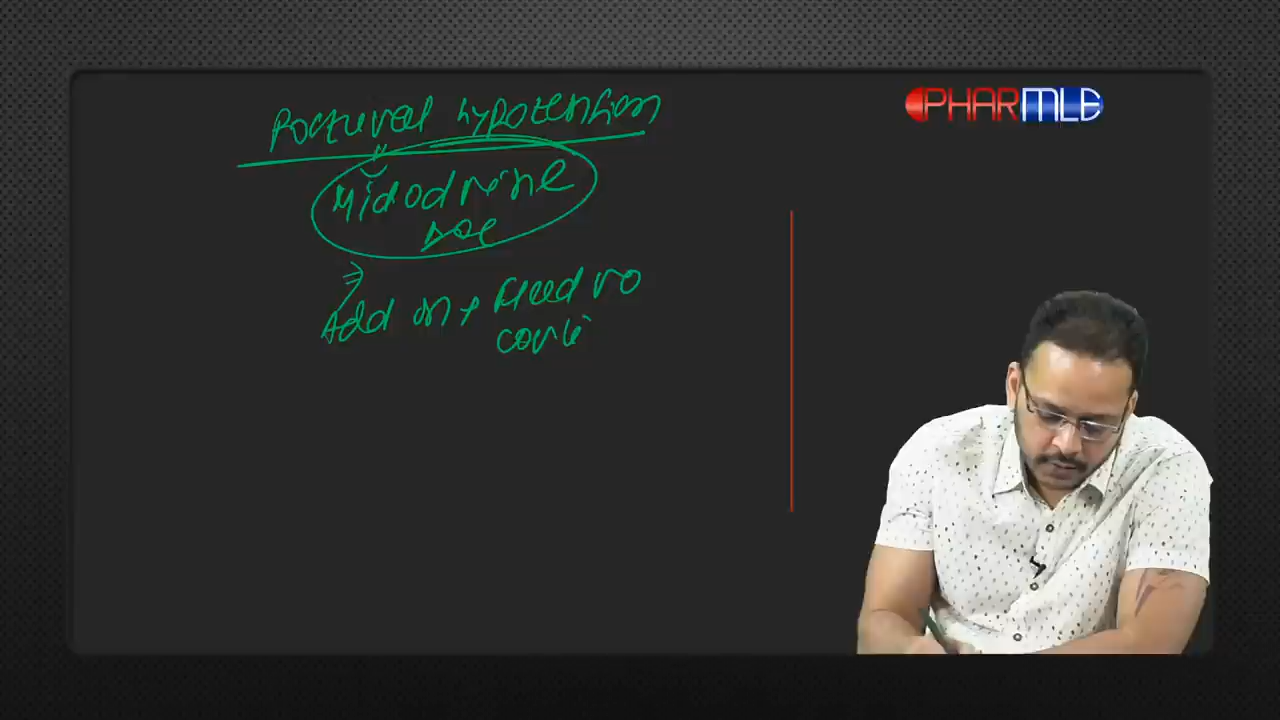 Postural hypotension
Midodrine
DOC
Add on + Fludro
corti
PHARMLE